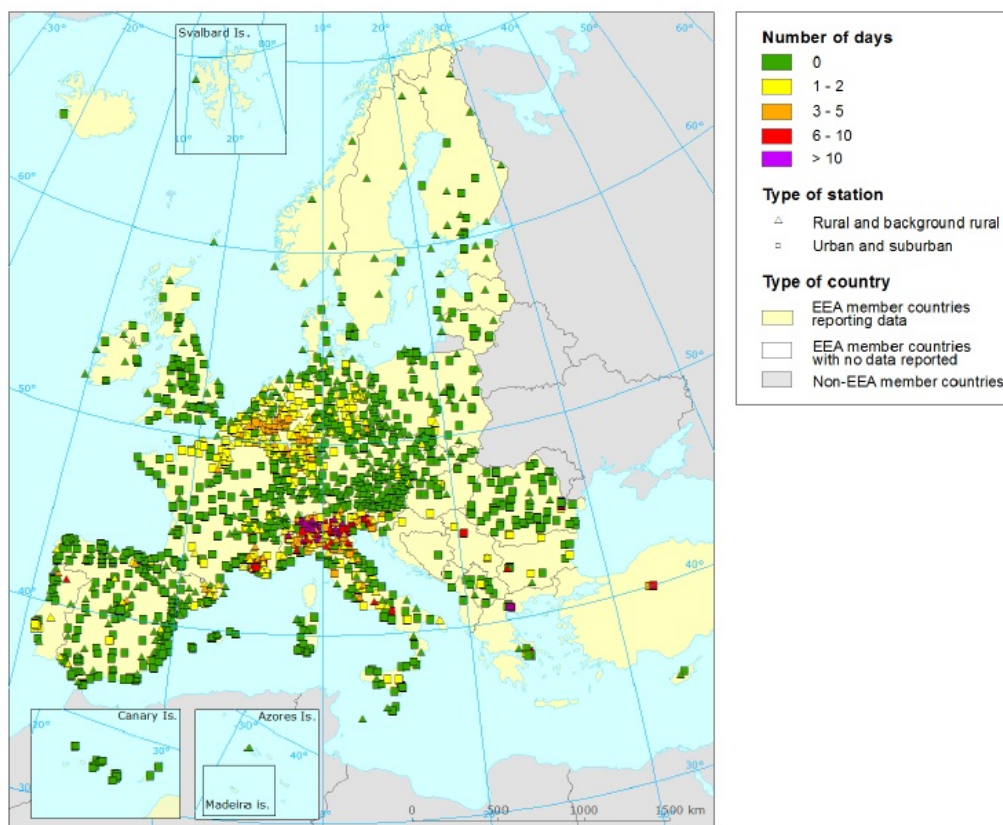 Svalbard Is.
80°
10°
20°
10°
20°
30°
40°
50°
60°
70°
60°
60°
50°
50°
40°
40°
Canary Is.
20°
30°
30°
Azores Is.
-30°
40°
Madeira is.
30°
0 500 1000 1500 km
Number of days
0
1 - 2
3 - 5
6 - 10
> 10
Type of station
Rural and background rural
Urban and suburban
Type of country
EEA member countries
reporting data
EEA member countries
with no data reported
Non-EEA member countries